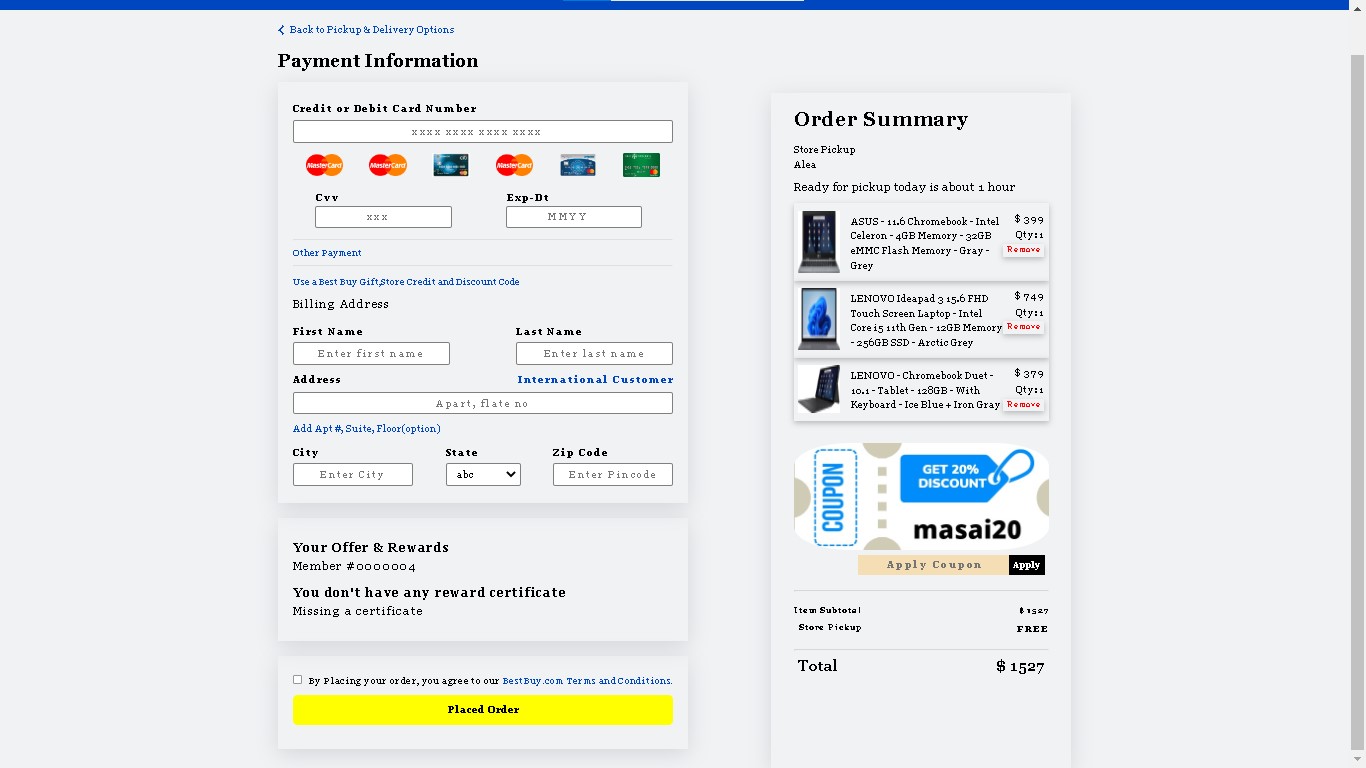 Back to Pickup & Delivery Options
Payment Information
Credit or Debit Card Number
xxxx xxxx xxxx xxxx
MasterCard MasterCard MasterCard
Cvv Exp-Dt
xxx MMYY
Other Payment
Use a Best Buy Gift,Store Credit and Discount Code
Billing Address
First Name Last Name
Enter first name Enter last name
Address International Customer
Apart, flate no
Add Apt #, Suite, Floor(option)
City State Zip Code
Enter City abc Enter Pincode
Your Offer & Rewards
Member #0000004
You don't have any reward certificate
Missing a certificate
By Placing your order, you agree to our BestBuy.com Terms and Conditions.
Placed Order
Order Summary
Store Pickup
Alea
Ready for pickup today is about 1 hour
ASUS - 11.6 Chromebook - Intel
Celeron - 4GB Memory - 32GB
eMMC Flash Memory - Gray -
Grey
$ 399
Qty:1
Remove
LENOVO Ideapad 3 15.6 FHD
Touch Screen Laptop - Intel
Core i5 11th Gen - 12GB Memory
- 256GB SSD - Arctic Grey
$ 749
Qty:1
Remove
LENOVO - Chromebook Duet -
10.1 - Tablet - 128GB - With
Keyboard - Ice Blue + Iron Gray
$ 379
Qty:1
Remove
COUPON
GET 20%
DISCOUNT
masai20
Apply Coupon Apply
Item Subtotal $ 1527
Store Pickup FREE
Total $ 1527